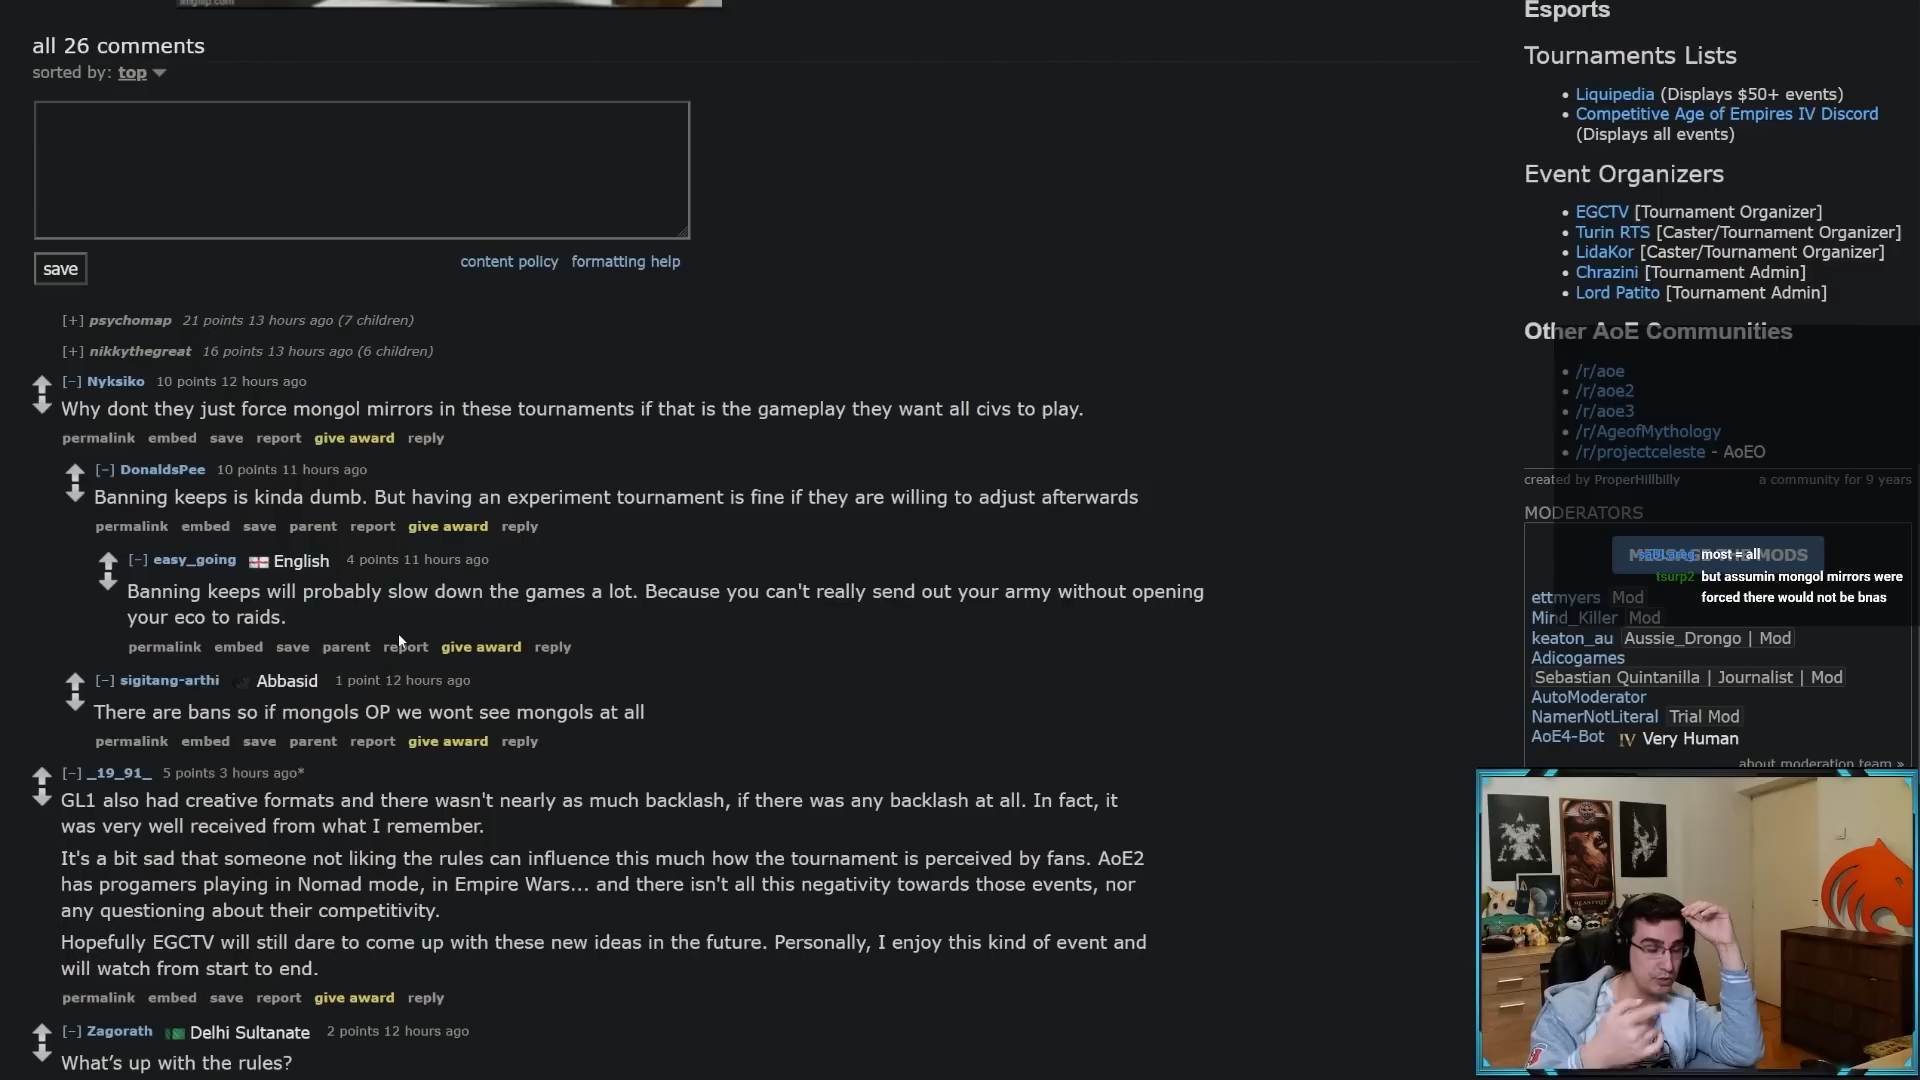 imgflip.com
all 26 comments
sorted by: top
save
content policy formatting help
[+] psychomap 21 points 13 hours ago (7 children)
[+] nikkythegreat 16 points 13 hours ago (6 children)
[–] Nyksiko 10 points 12 hours ago
Why dont they just force mongol mirrors in these tournaments if that is the gameplay they want all civs to play.
permalink embed save report give award reply
[–] DonaldsPee 10 points 11 hours ago
Banning keeps is kinda dumb. But having an experiment tournament is fine if they are willing to adjust afterwards
permalink embed save parent report give award reply
[–] easy_going English 4 points 11 hours ago
Banning keeps will probably slow down the games a lot. Because you can't really send out your army without opening
your eco to raids.
permalink embed save parent report give award reply
[–] sigitang-arthi Abbasid 1 point 12 hours ago
There are bans so if mongols OP we wont see mongols at all
permalink embed save parent report give award reply
[–] _19_91_ 5 points 3 hours ago*
GL1 also had creative formats and there wasn't nearly as much backlash, if there was any backlash at all. In fact, it
was very well received from what I remember.
It's a bit sad that someone not liking the rules can influence this much how the tournament is perceived by fans. AoE2
has progamers playing in Nomad mode, in Empire Wars... and there isn't all this negativity towards those events, nor
any questioning about their competitivity.
Hopefully EGCTV will still dare to come up with these new ideas in the future. Personally, I enjoy this kind of event and
will watch from start to end.
permalink embed save report give award reply
[–] Zagorath Delhi Sultanate 2 points 12 hours ago
What's up with the rules?
Esports
Tournaments Lists
• Liquipedia (Displays $50+ events)
• Competitive Age of Empires IV Discord
(Displays all events)
Event Organizers
• EGCTV [Tournament Organizer]
• Turin RTS [Caster/Tournament Organizer]
• LidaKor [Caster/Tournament Organizer]
• Chrazini [Tournament Admin]
• Lord Patito [Tournament Admin]
Other AoE Communities
• /r/aoe
• /r/aoe2
• /r/aoe3
• /r/AgeofMythology
• /r/projectceleste - AoEO
created by ProperHillbilly a community for 9 years
MODERATORS
MESSAGE THE MODS
most = all
tsurp2 but assumin mongol mirrors were
forced there would not be bnas
ettmyers Mod
Mind_Killer Mod
keaton_au Aussie_Drongo | Mod
Adicogames
Sebastian Quintanilla | Journalist | Mod
AutoModerator
NamerNotLiteral Trial Mod
AoE4-Bot IV Very Human
about moderation team »